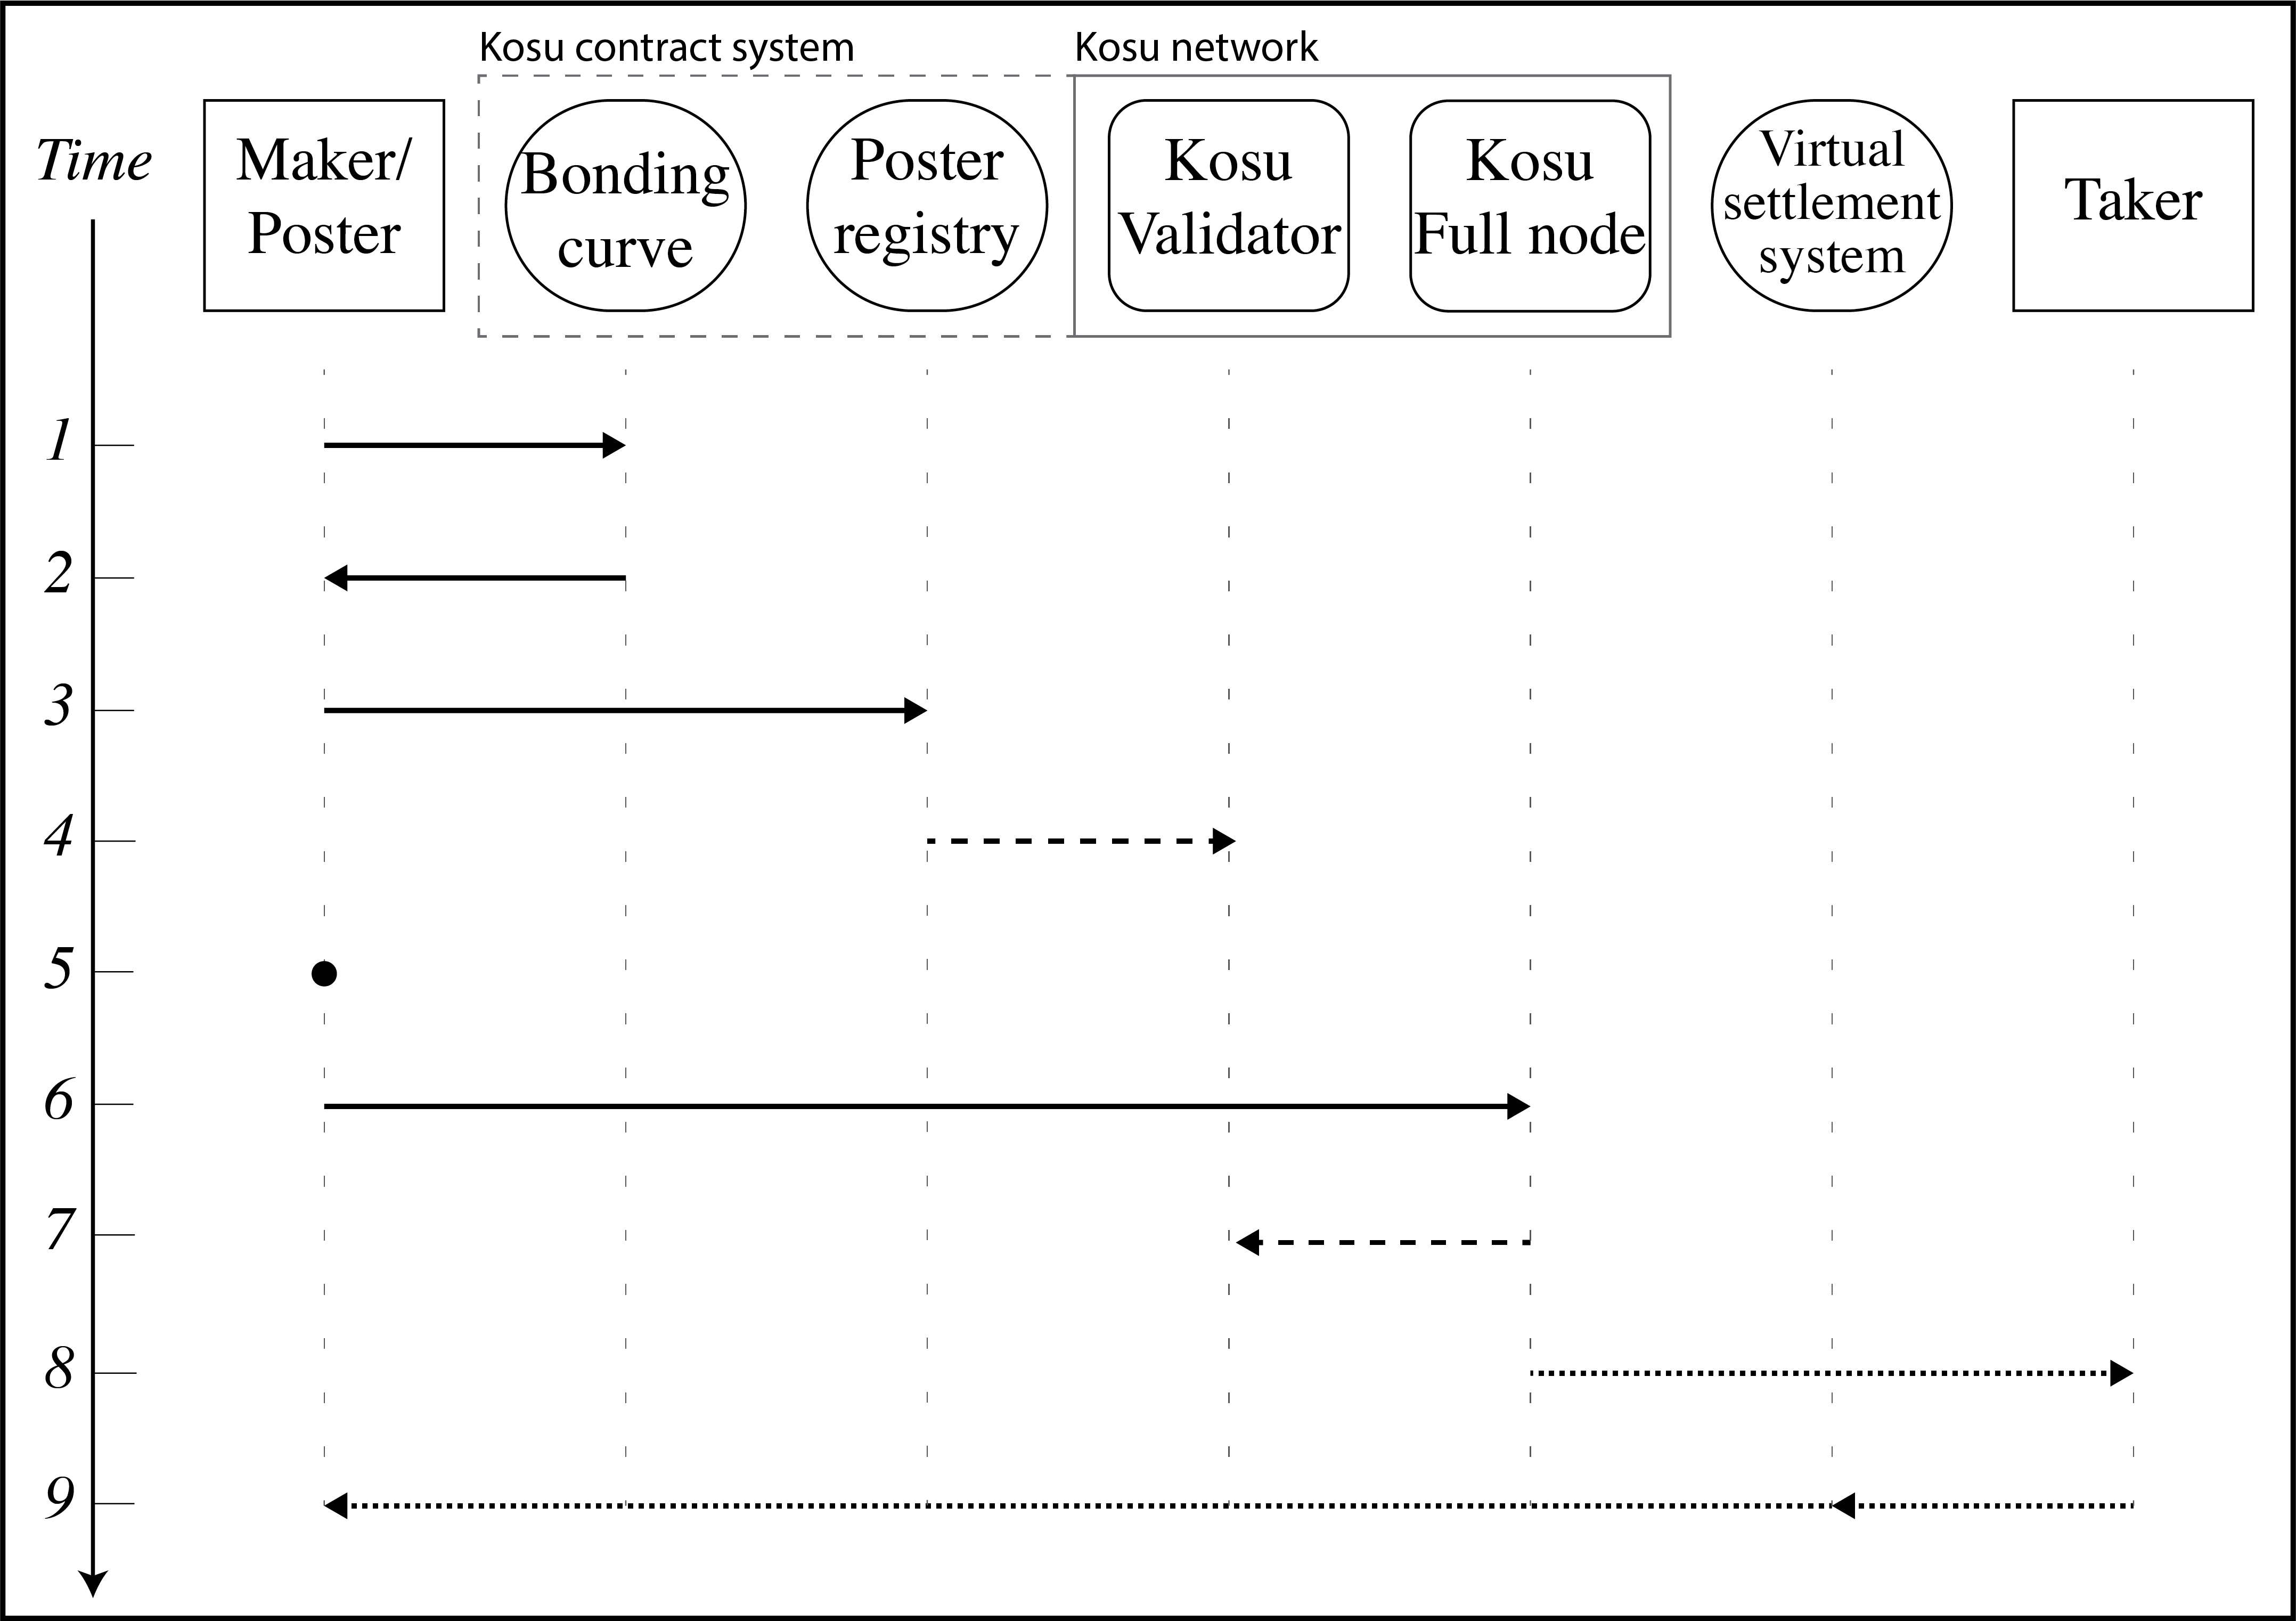 Kosu contract system
Kosu network
Time
Maker/
Poster
Bonding
curve
Poster
registry
Kosu
Validator
Kosu
Full node
Virtual
settlement
system
Taker
1
2
3
4
5
6
7
8
9